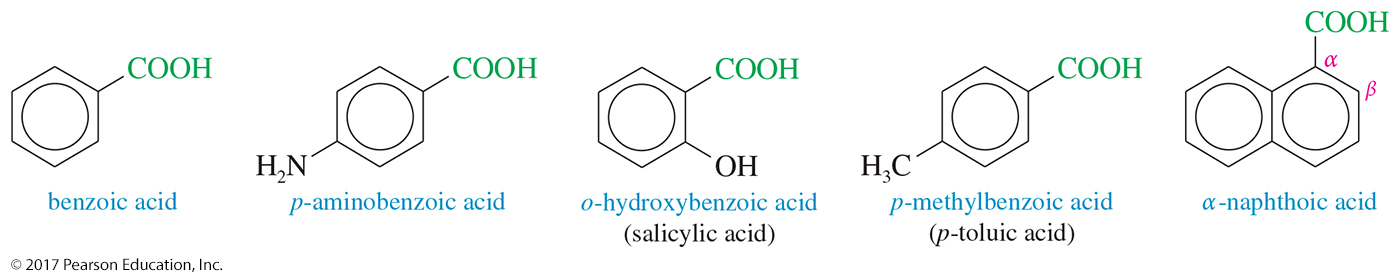 COOH
COOH
COOH
COOH
COOH
α
β
H₂N
OH
H₃C
benzoic acid
p-aminobenzoic acid
o-hydroxybenzoic acid
(salicylic acid)
p-methylbenzoic acid
(p-toluic acid)
α-naphthoic acid
© 2017 Pearson Education, Inc.